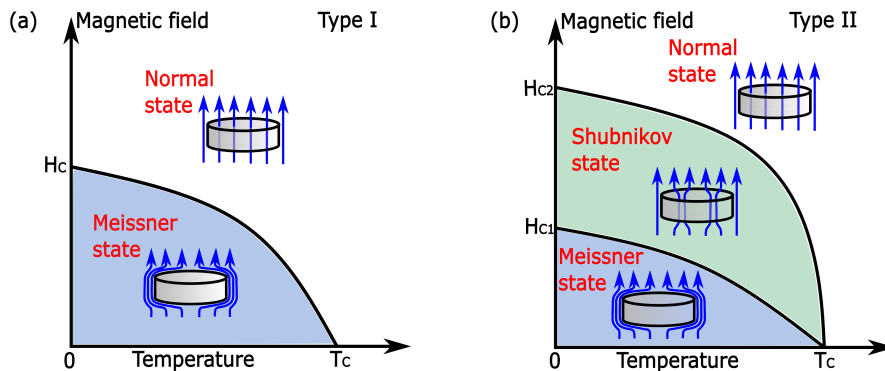 (a)
Magnetic field
Type I
Normal
state
Hc
Meissner
state
0
Temperature
Tc
(b)
Magnetic field
Type II
Normal
state
Hc2
Shubnikov
state
Hc1
Meissner
state
0
Temperature
Tc